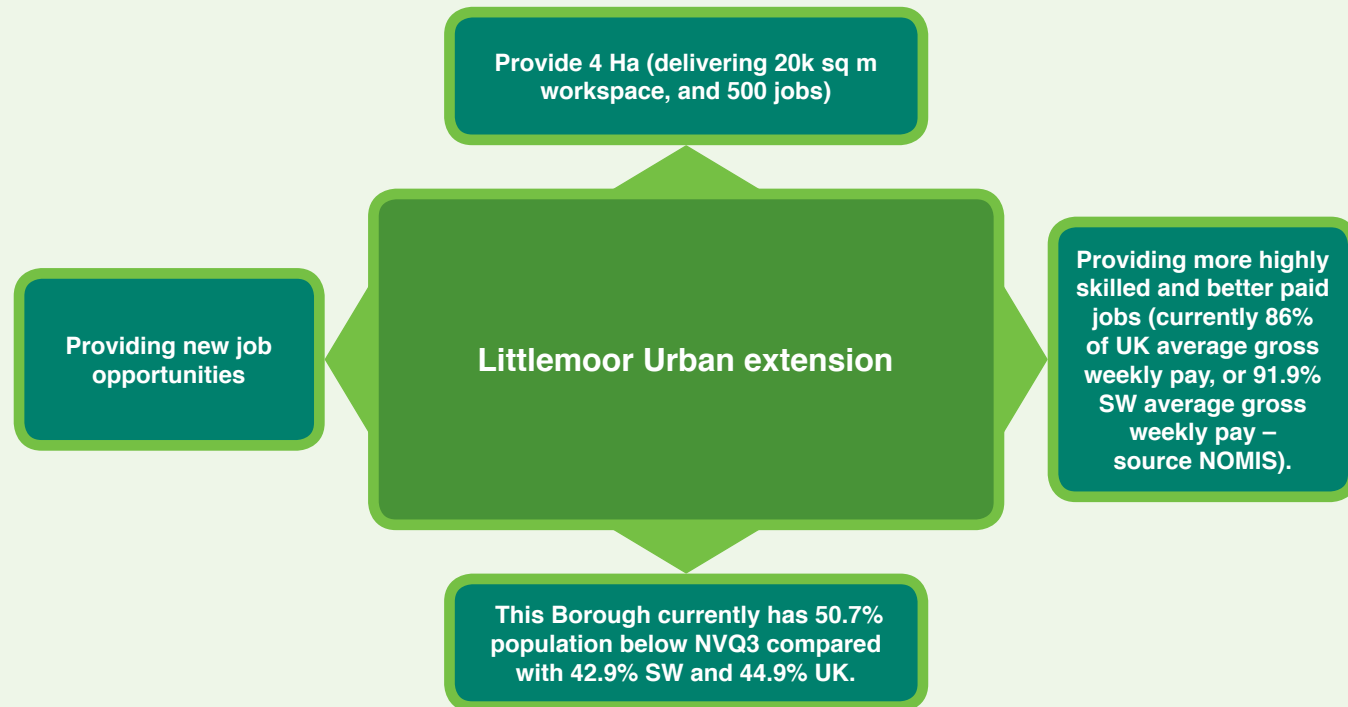 Provide 4 Ha (delivering 20k sq m
workspace, and 500 jobs)
Providing new job
opportunities
Littlemoor Urban extension
Providing more highly
skilled and better paid
jobs (currently 86%
of UK average gross
weekly pay, or 91.9%
SW average gross
weekly pay –
source NOMIS).
This Borough currently has 50.7%
population below NVQ3 compared
with 42.9% SW and 44.9% UK.